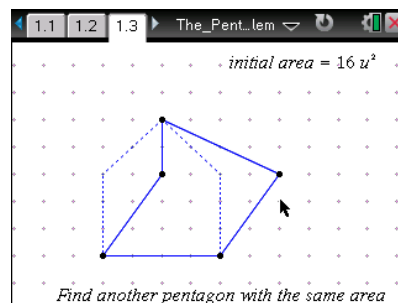 1.1 1.2 1.3 The_Pent...lem
initial area = 16 u²
Find another pentagon with the same area